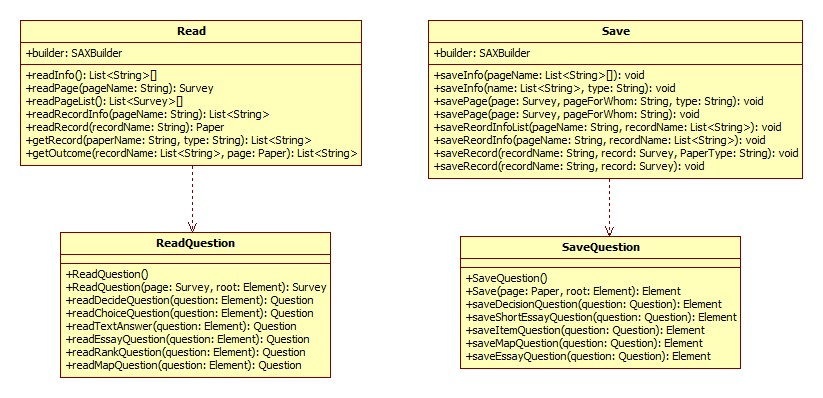 Read
+builder: SAXBuilder
+readInfo(): List<String>[]
+readPage(pageName: String): Survey
+readPageList(): List<Survey>[]
+readRecordInfo(pageName: String): List<String>
+readRecord(recordName: String): Paper
+getRecord(paperName: String, type: String): List<String>
+getOutcome(recordName: List<String>, page: Paper): List<String>
Save
+builder: SAXBuilder
+saveInfo(pageName: List<String>[]): void
+saveInfo(name: List<String>, type: String): void
+savePage(page: Survey, pageForWhom: String, type: String): void
+savePage(page: Survey, pageForWhom: String): void
+saveReordInfoList(pageName: String, recordName: List<String>): void
+saveReordInfo(pageName: String, recordName: List<String>): void
+saveRecord(recordName: String, record: Survey, PaperType: String): void
+saveRecord(recordName: String, record: Survey): void
ReadQuestion
+ReadQuestion()
+ReadQuestion(page: Survey, root: Element): Survey
+readDecideQuestion(question: Element): Question
+readChoiceQuestion(question: Element): Question
+readTextAnswer(question: Element): Question
+readEssayQuestion(question: Element): Question
+readRankQuestion(question: Element): Question
+readMapQuestion(question: Element): Question
SaveQuestion
+SaveQuestion()
+Save(page: Paper, root: Element): Element
+saveDecisionQuestion(question: Question): Element
+saveShortEssayQuestion(question: Question): Element
+saveItemQuestion(question: Question): Element
+saveMapQuestion(question: Question): Element
+saveEssayQuestion(question: Question): Element